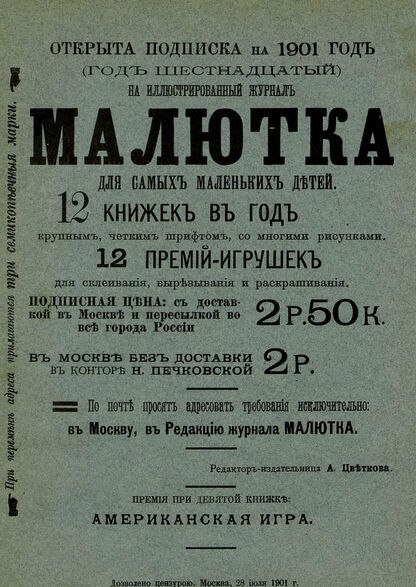 ОТКРЫТА ПОДПИСКА на 1901 ГОДЪ
(ГОДЪ ШЕСТНАДЦАТЫЙ)
НА ИЛЛЮСТРИРОВАННЫЙ ЖУРНАЛЪ
МАЛЮТКА
ДЛЯ САМЫХЪ МАЛЕНЬКИХЪ ДѢТЕЙ.
12 КНИЖЕКЪ ВЪ ГОДЪ
крупнымъ, четкимъ шрифтомъ, со многими рисунками.
12 ПРЕМІЙ-ИГРУШЕКЪ
для склеиванія, вырѣзыванія и раскрашиванія.
ПОДПИСНАЯ ЦѢНА: съ достав-
кой въ Москвѣ и пересылкой во
всѣ города Россіи
2 Р. 50 К.
ВЪ МОСКВѢ БЕЗЪ ДОСТАВКИ
ВЪ КОНТОРѢ Н. ПЕЧКОВСКОЙ
2 Р.
По почтѣ просятъ адресовать требованія исключительно:
въ Москву, въ Редакцію журнала МАЛЮТКА.
Редакторъ-издательница А. Цвѣткова.
ПРЕМІЯ ПРИ ДЕВЯТОЙ КНИЖКѢ:
АМЕРИКАНСКАЯ ИГРА.
Дозволено цензурою. Москва, 28 іюля 1901 г.
При перемѣнѣ адреса прилагаются три семикопѣечныя марки.